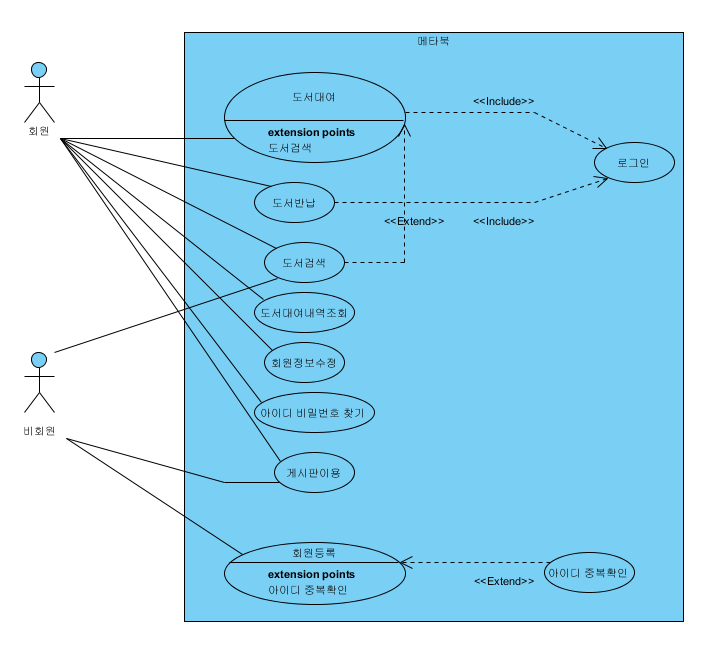 메타북
회원
도서대여
extension points
도서검색
<<Include>>
로그인
도서반납
<<Extend>>
<<Include>>
도서검색
도서대여내역조회
회원정보수정
아이디 비밀번호 찾기
비회원
게시판이용
회원등록
extension points
아이디 중복확인
<<Extend>>
아이디 중복확인